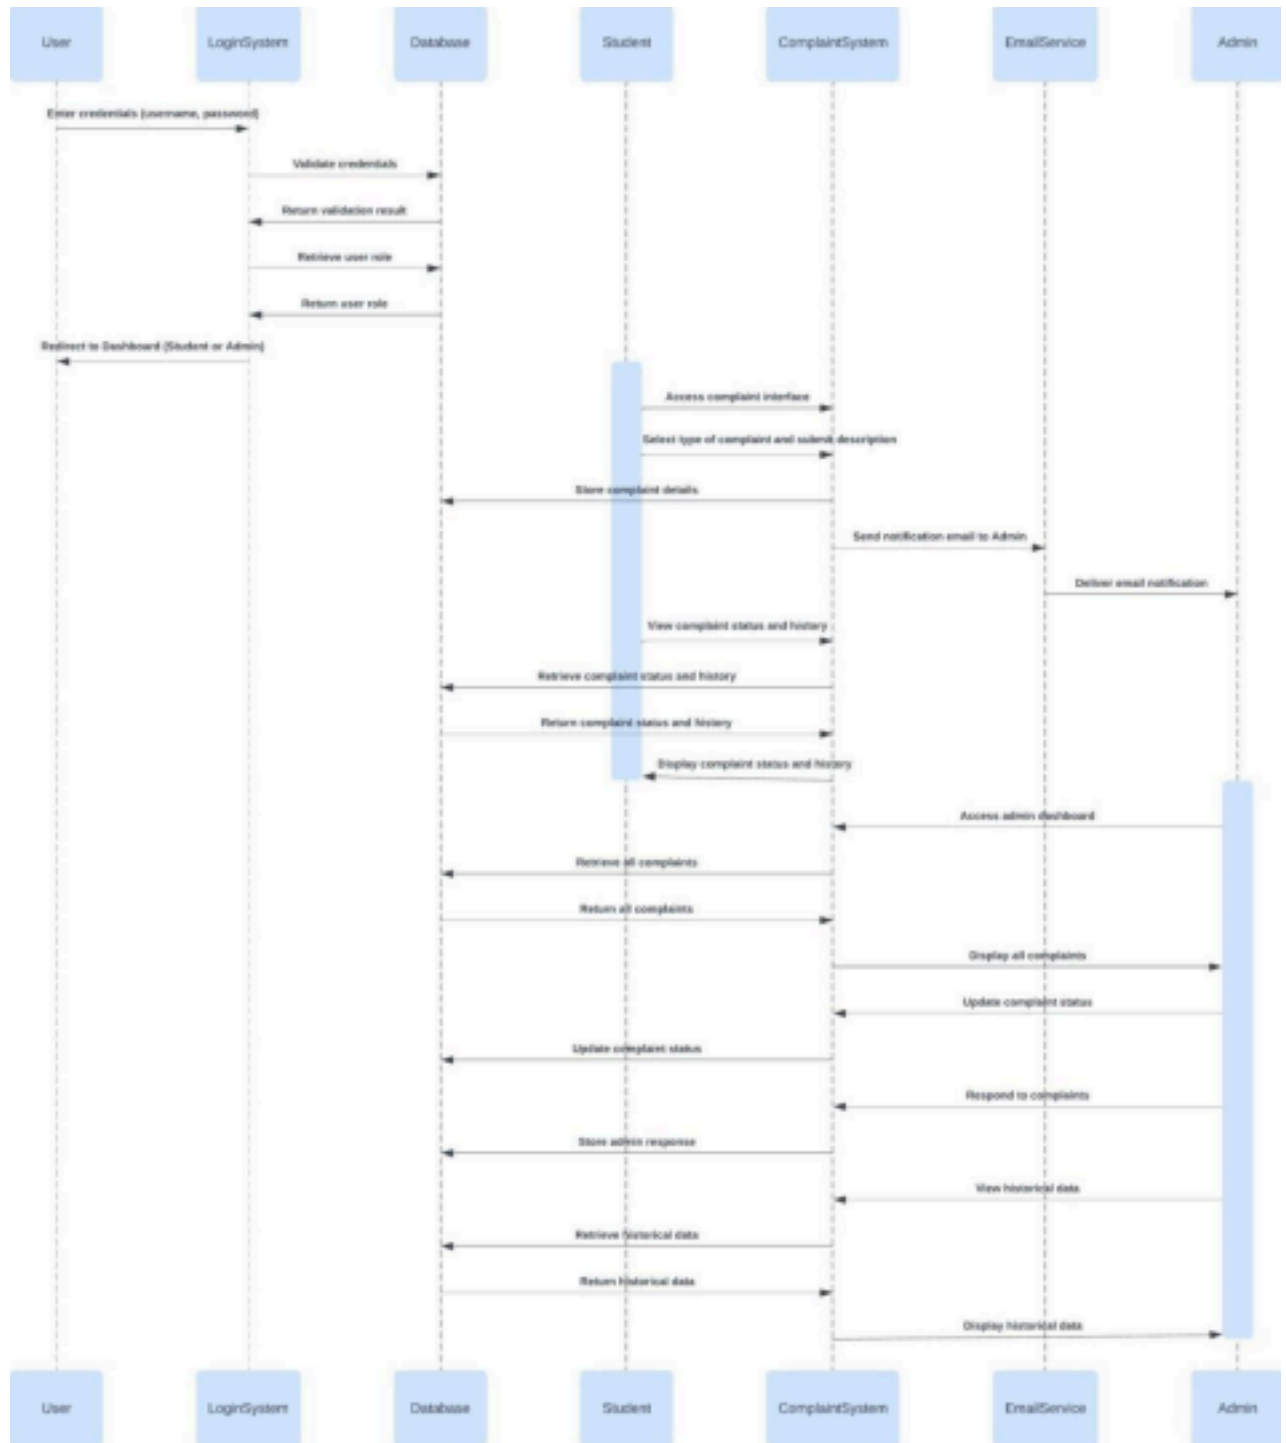 User LoginSystem Database Student ComplaintSystem EmailService Admin
Enter credentials (username, password)
Validate credentials
Return validation result
Retrieve user role
Return user role
Redirect to Dashboard (Student or Admin)
Access complaint interface
Select type of complaint and submit description
Store complaint details
Send notification email to Admin
Deliver email notification
View complaint status and history
Retrieve complaint status and history
Return complaint status and history
Display complaint status and history
Access admin dashboard
Retrieve all complaints
Return all complaints
Display all complaints
Update complaint status
Update complaint status
Respond to complaints
Store admin response
View historical data
Retrieve historical data
Return historical data
Display historical data
User LoginSystem Database Student ComplaintSystem EmailService Admin